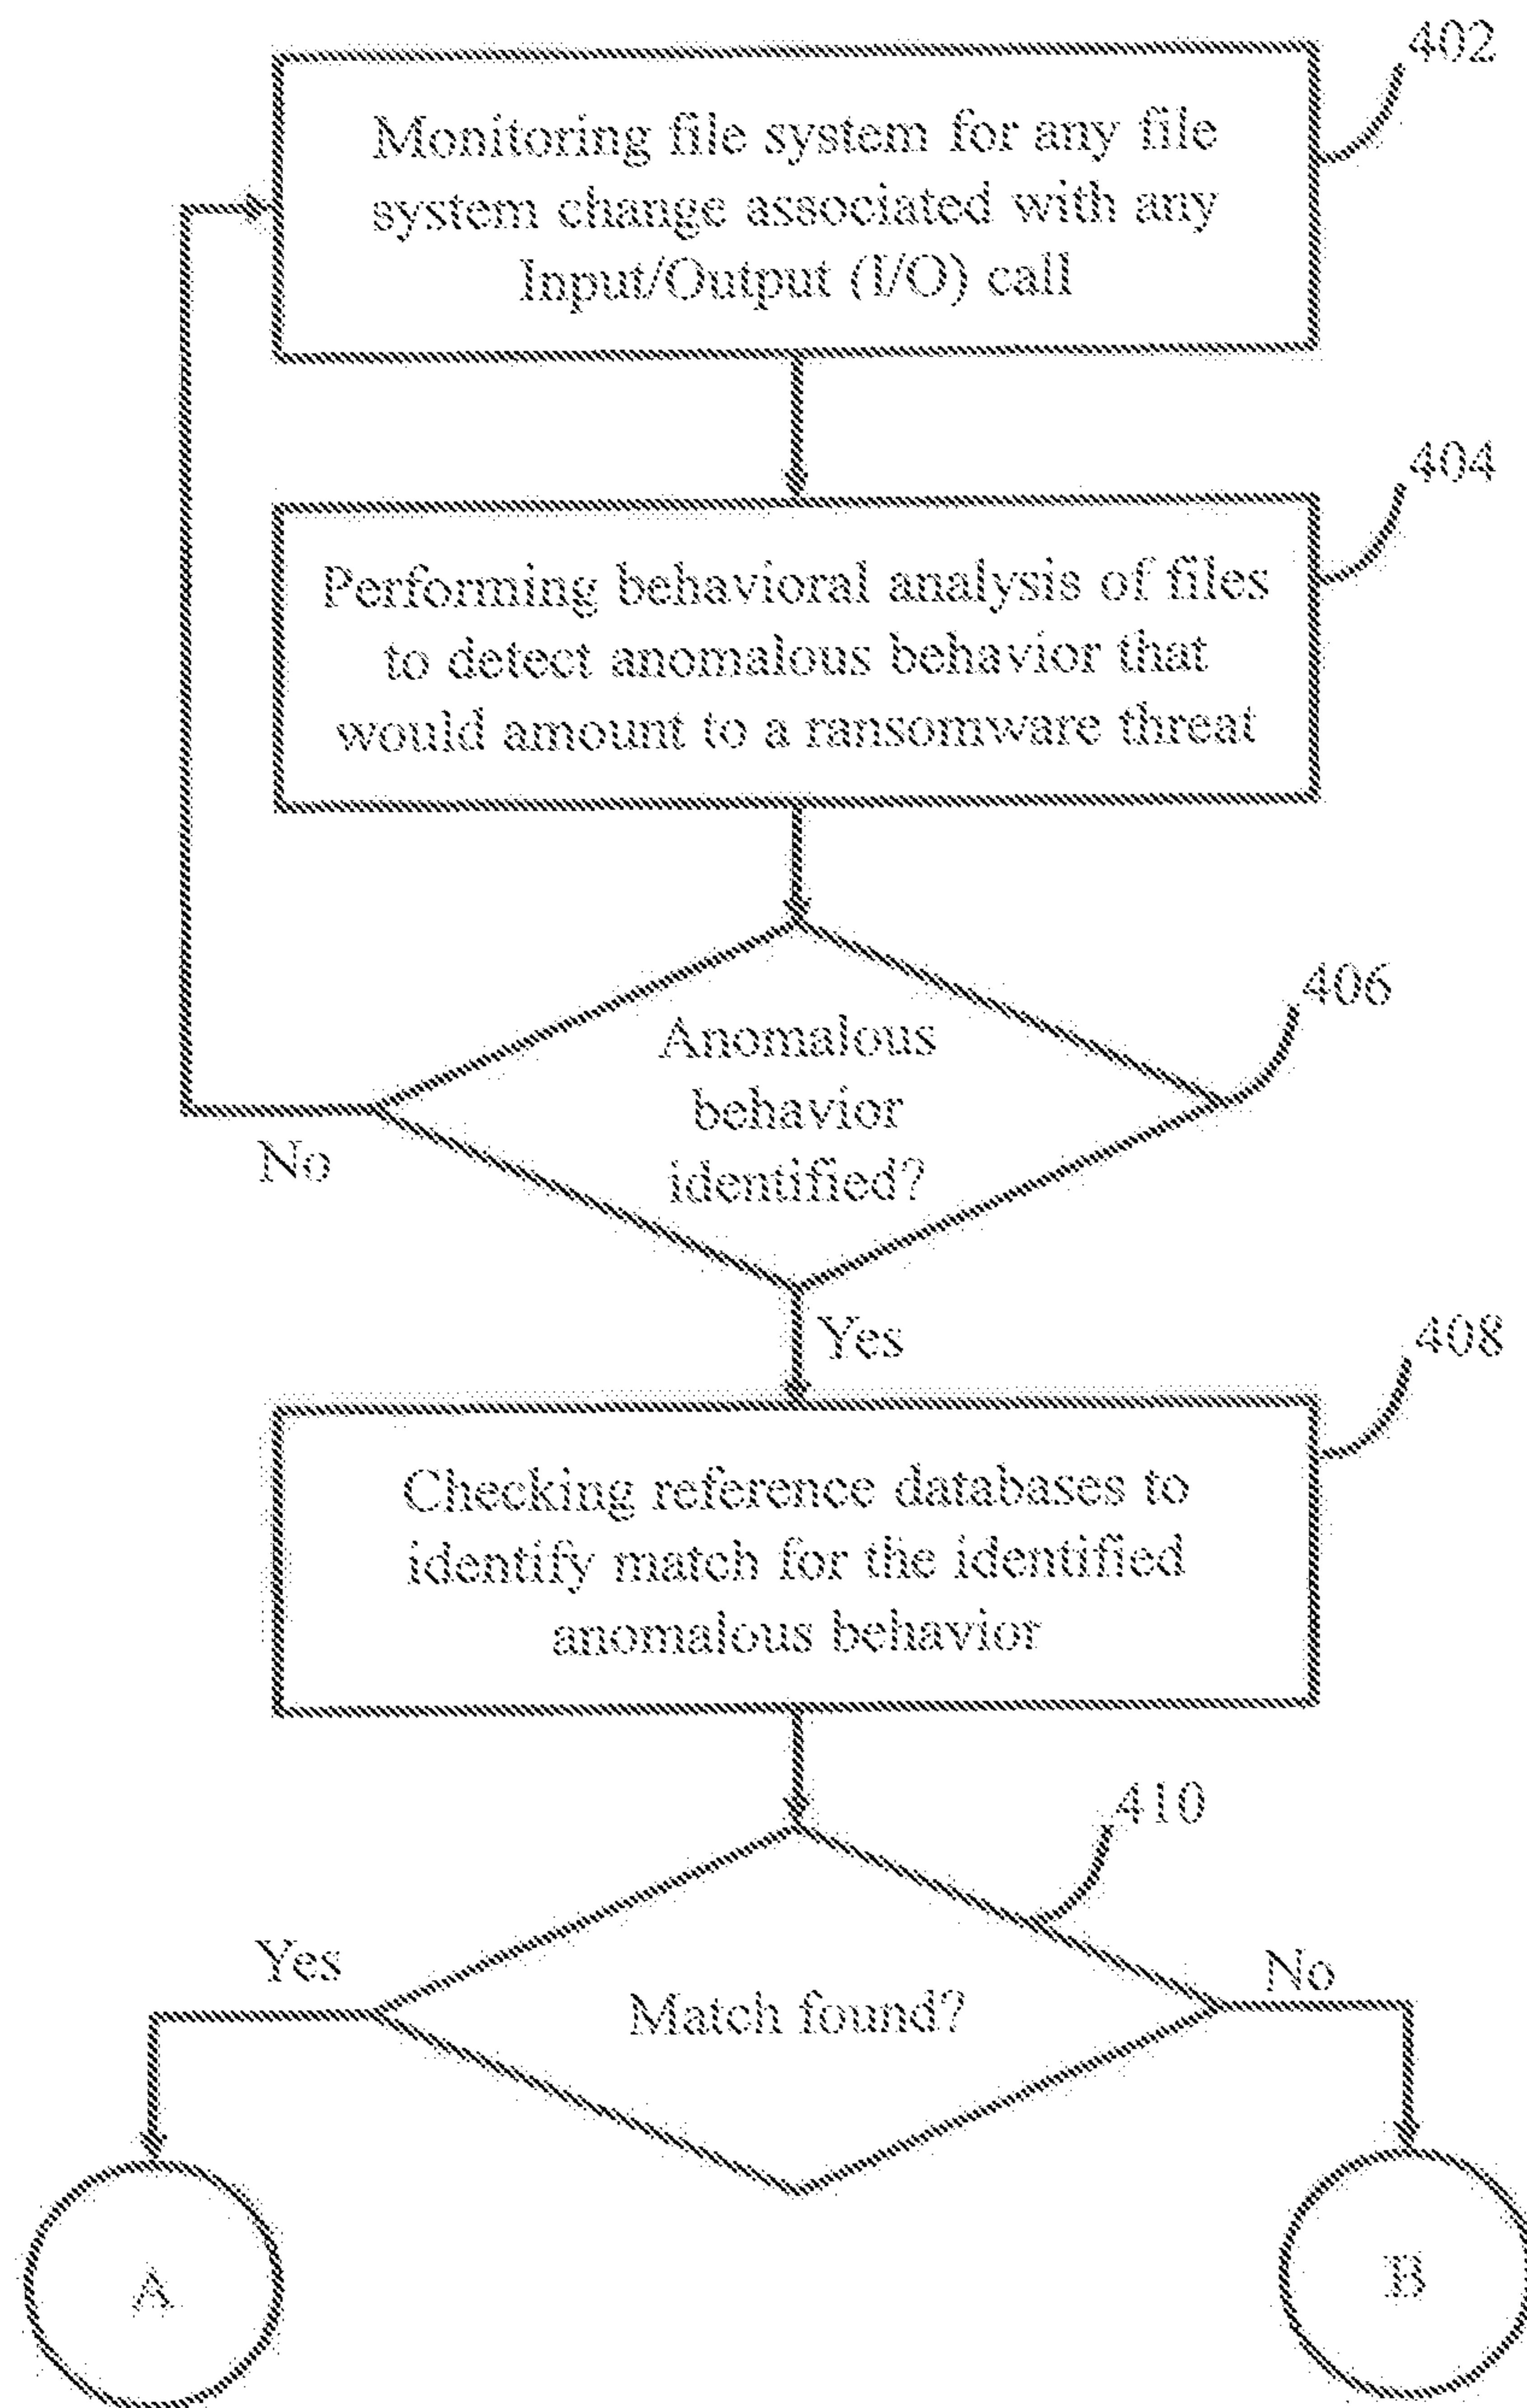 402
Monitoring file system for any file
system change associated with any
Input/Output (I/O) call
404
Performing behavioral analysis of files
to detect anomalous behavior that
would amount to a ransomware threat
406
Anomalous
behavior
identified?
No
Yes
408
Checking reference databases to
identify match for the identified
anomalous behavior
410
Yes
No
Match found?
A
B